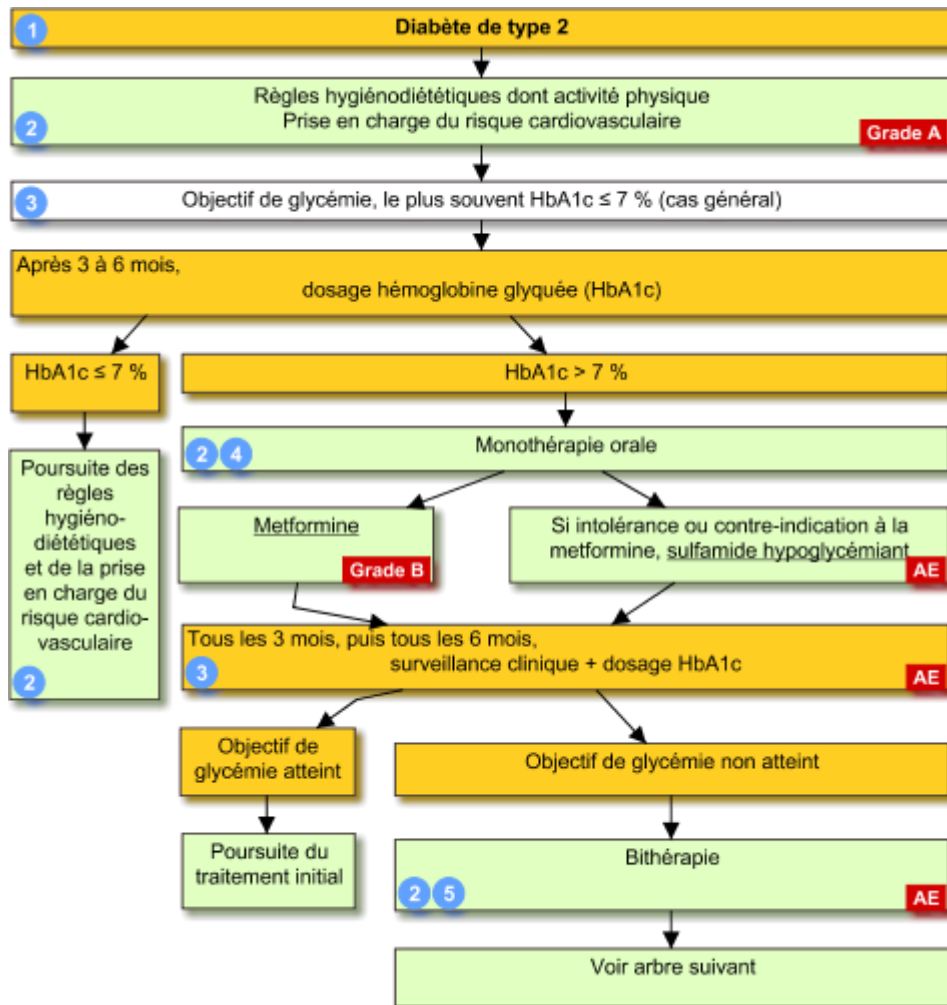 1
Diabète de type 2
Règles hygiénodiététiques dont activité physique
Prise en charge du risque cardiovasculaire
2
Grade A
3
Objectif de glycémie, le plus souvent HbA1c ≤ 7 % (cas général)
Après 3 à 6 mois,
dosage hémoglobine glyquée (HbA1c)
HbA1c ≤ 7 %
HbA1c > 7 %
2 4
Monothérapie orale
Poursuite des
règles
hygiéno-
diététiques
et de la prise
en charge du
risque cardio-
vasculaire
2
Metformine
Grade B
Si intolérance ou contre-indication à la
metformine, sulfamide hypoglycémiant
AE
Tous les 3 mois, puis tous les 6 mois,
surveillance clinique + dosage HbA1c
3
AE
Objectif de
glycémie atteint
Objectif de glycémie non atteint
Poursuite du
traitement initial
Bithérapie
2 5
AE
Voir arbre suivant